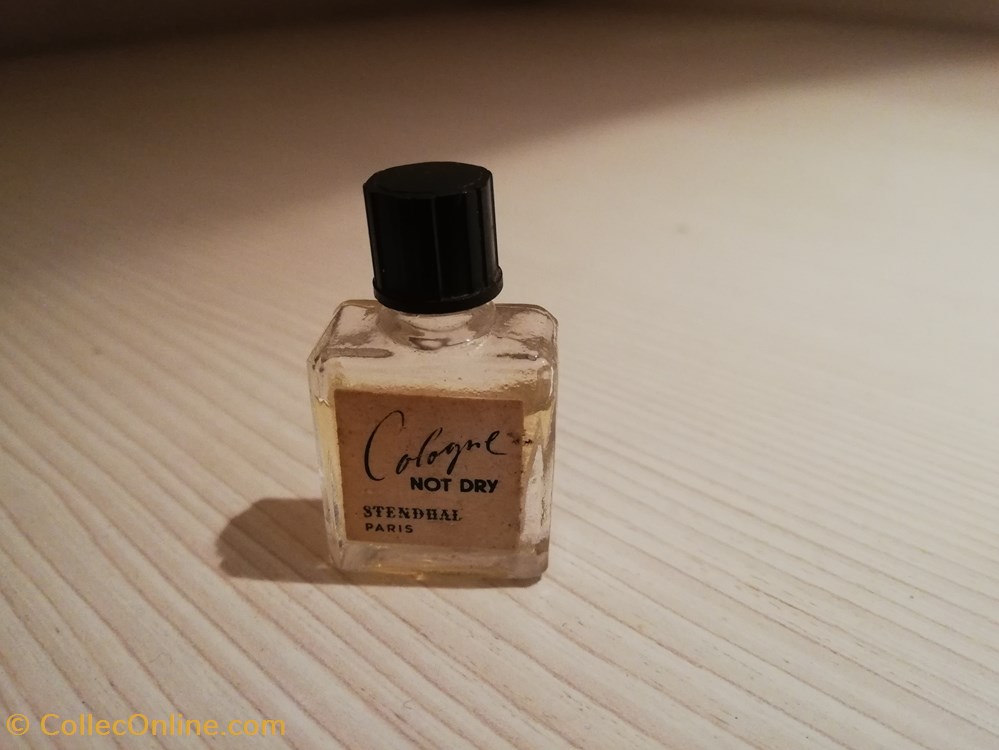 Cologne
NOT DRY
STENDHAL
PARIS
© CollecOnline.com